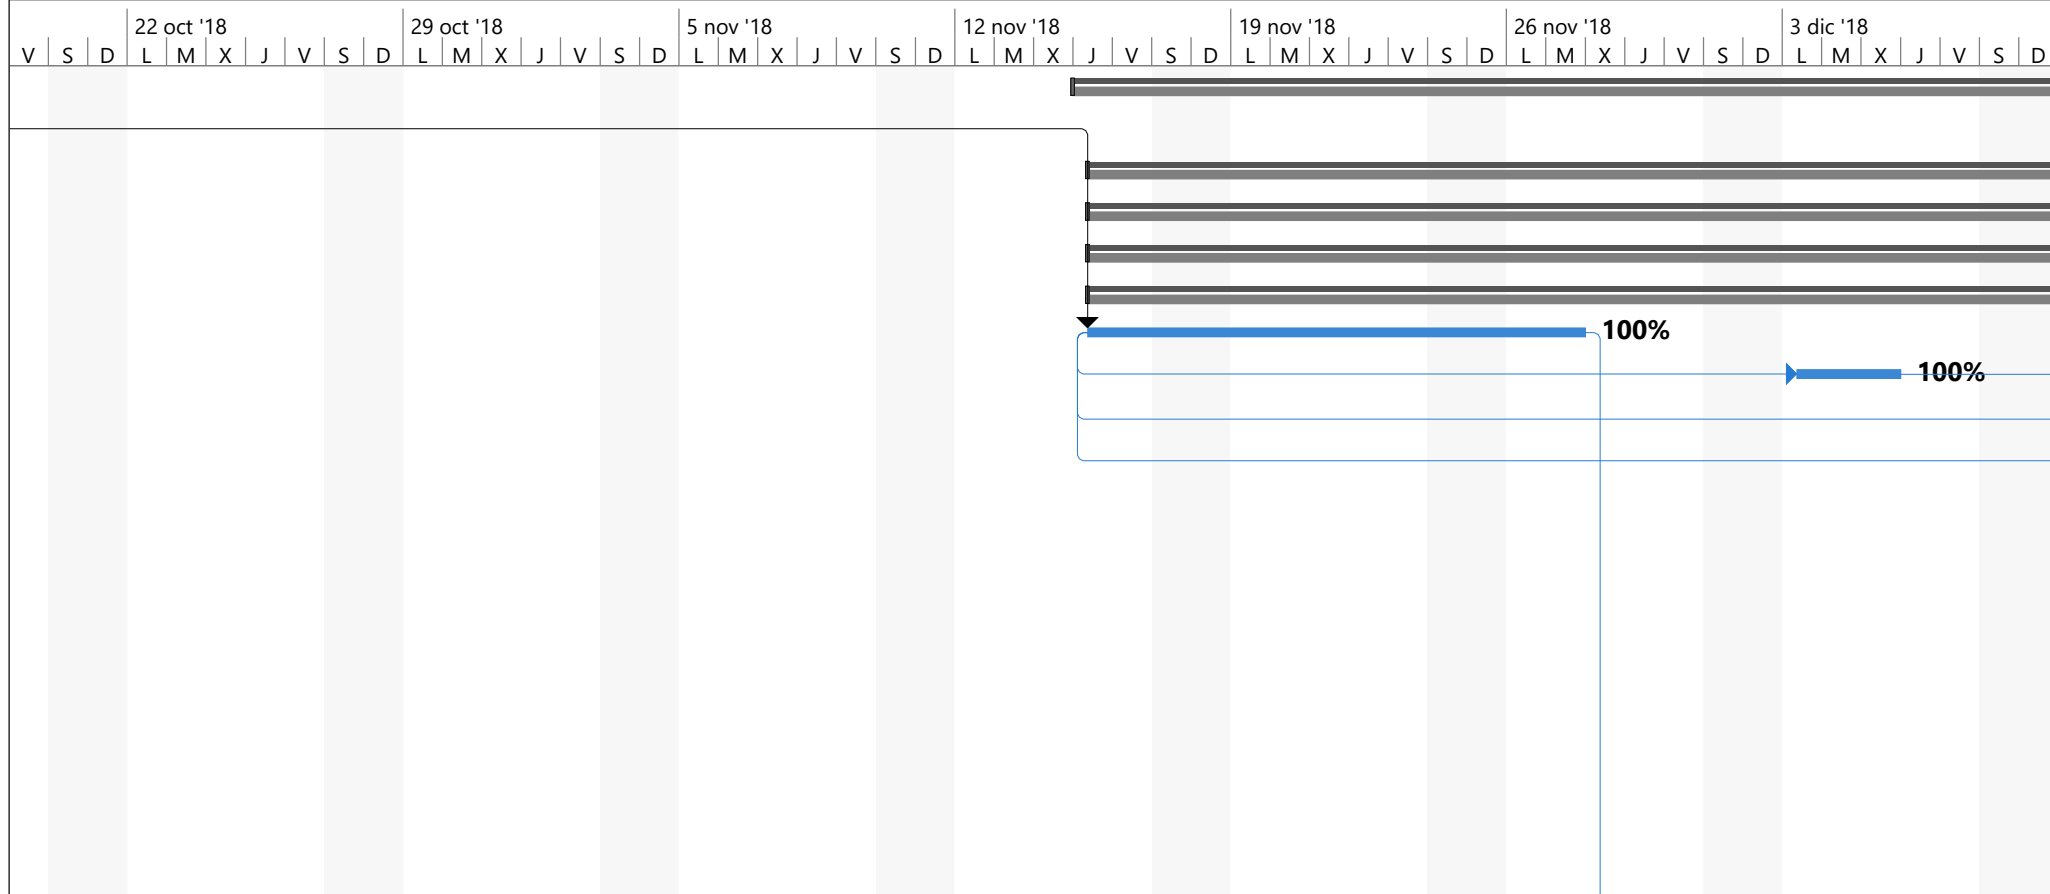 22 oct '18 29 oct '18 5 nov '18 12 nov '18 19 nov '18 26 nov '18 3 dic '18
V S D L M X J V S D L M X J V S D L M X J V S D L M X J V S D L M X J V S D L M X J V S D L M X J V S D
100%
100%